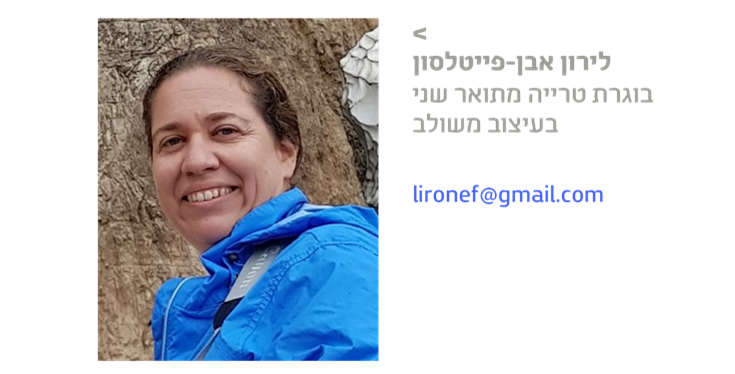 <
לירון אבן-פייטלסון
בוגרת טרייה מתואר שני
בעיצוב משולב
lironef@gmail.com